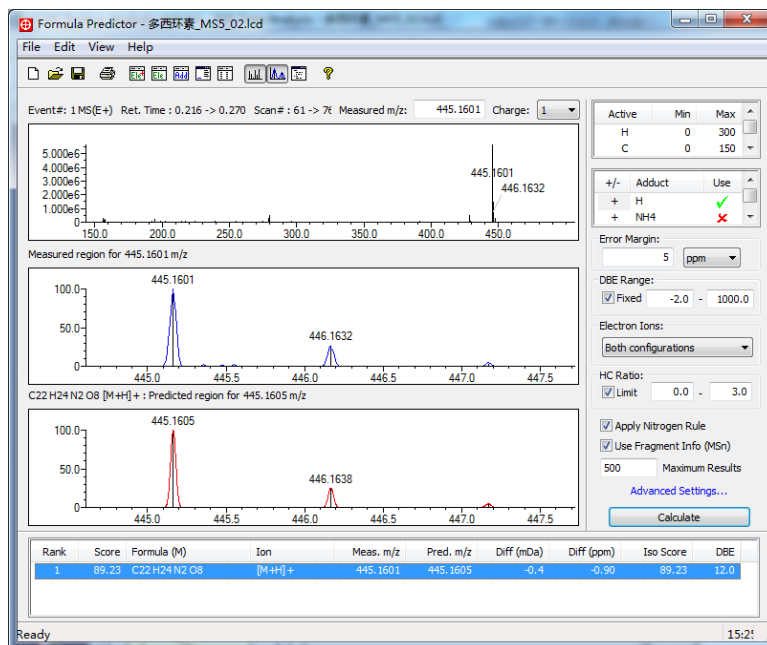 Formula Predictor - 多西环素_MS5_02.lcd
File Edit View Help
Event#: 1 MS(E+) Ret. Time : 0.216 -> 0.270 Scan# : 61 -> 76 Measured m/z: 445.1601 Charge: 1
5.000e6
4.000e6
3.000e6
2.000e6
1.000e6
0
445.1601
446.1632
150.0 200.0 250.0 300.0 350.0 400.0 450.0
Measured region for 445.1601 m/z
100.0
50.0
0
445.1601
446.1632
445.0 445.5 446.0 446.5 447.0 447.5
C22 H24 N2 O8 [M+H]+ : Predicted region for 445.1605 m/z
100.0
50.0
0
445.1605
446.1638
445.0 445.5 446.0 446.5 447.0 447.5
Active Min Max
H 0 300
C 0 150
+/- Adduct Use
+ H
+ NH4
Error Margin:
5 ppm
DBE Range:
Fixed -2.0 - 1000.0
Electron Ions:
Both configurations
HC Ratio:
Limit 0.0 - 3.0
Apply Nitrogen Rule
Use Fragment Info (MSn)
500 Maximum Results
Advanced Settings...
Calculate
Rank Score Formula (M) Ion Meas. m/z Pred. m/z Diff (mDa) Diff (ppm) Iso Score DBE
1 89.23 C22 H24 N2 O8 [M+H]+ 445.1601 445.1605 -0.4 -0.90 89.23 12.0
Ready